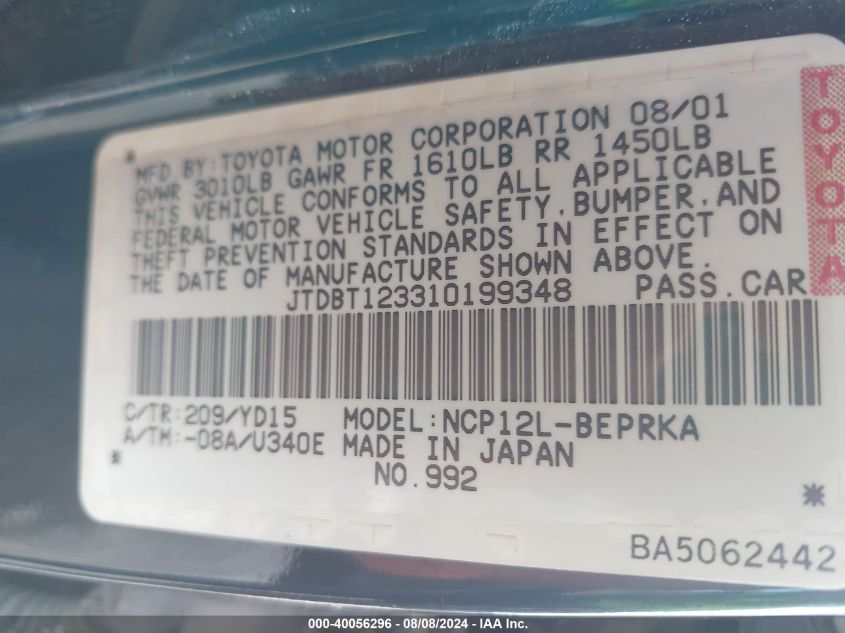 MFD BY: TOYOTA MOTOR CORPORATION 08/01
GVWR 3010LB GAWR FR 1610LB RR 1450LB
THIS VEHICLE CONFORMS TO ALL APPLICABLE
FEDERAL MOTOR VEHICLE SAFETY, BUMPER, AND
THEFT PREVENTION STANDARDS IN EFFECT ON
THE DATE OF MANUFACTURE SHOWN ABOVE.
JTDBT123310199348 PASS. CAR
C/TR: 209/YD15 MODEL: NCP12L-BEPRKA
A/TM: -08A/U340E MADE IN JAPAN
NO. 992
BA5062442
TOYOTA
000-40056296 - 08/08/2024 - IAA Inc.